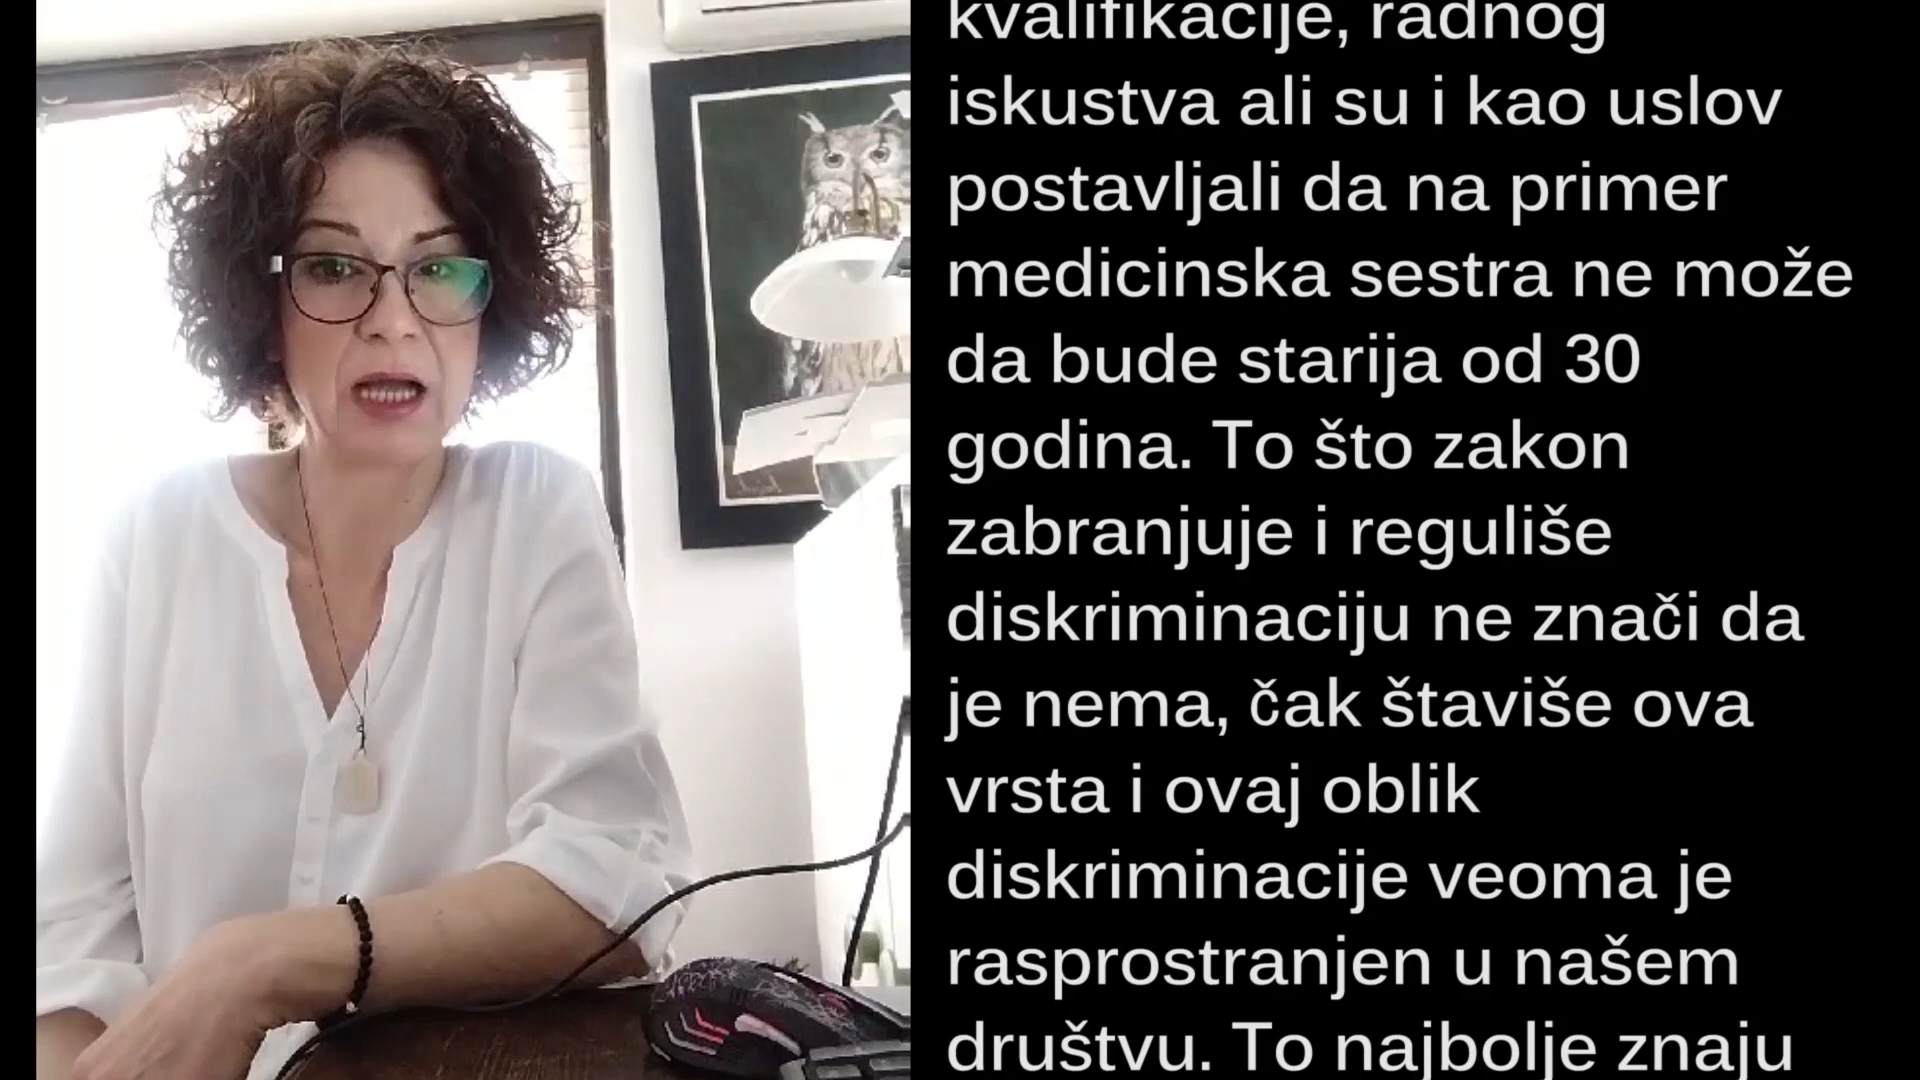 kvalifikacije, radnog
iskustva ali su i kao uslov
postavljali da na primer
medicinska sestra ne može
da bude starija od 30
godina. To što zakon
zabranjuje i reguliše
diskriminaciju ne znači da
je nema, čak štaviše ova
vrsta i ovaj oblik
diskriminacije veoma je
rasprostranjen u našem
društvu. To najbolje znaju